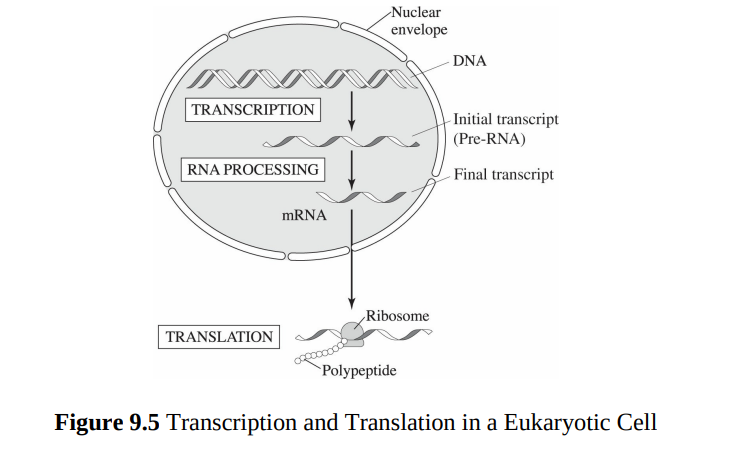 Nuclear
envelope
DNA
TRANSCRIPTION
Initial transcript
(Pre-RNA)
RNA PROCESSING
Final transcript
mRNA
Ribosome
TRANSLATION
Polypeptide
Figure 9.5 Transcription and Translation in a Eukaryotic Cell